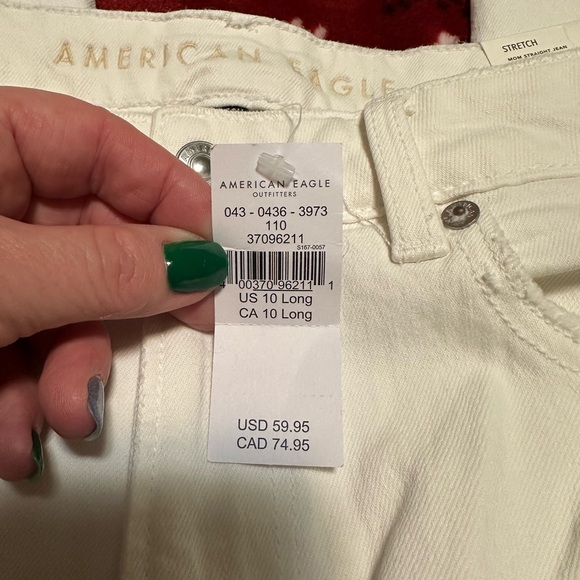 AMERICAN EAGLE
STRETCH
MOM STRAIGHT JEAN
AMERICAN EAGLE
OUTFITTERS
043 - 0436 - 3973
110
37096211
S167-0057
4 00370 96211 1
US 10 Long
CA 10 Long
USD 59.95
CAD 74.95